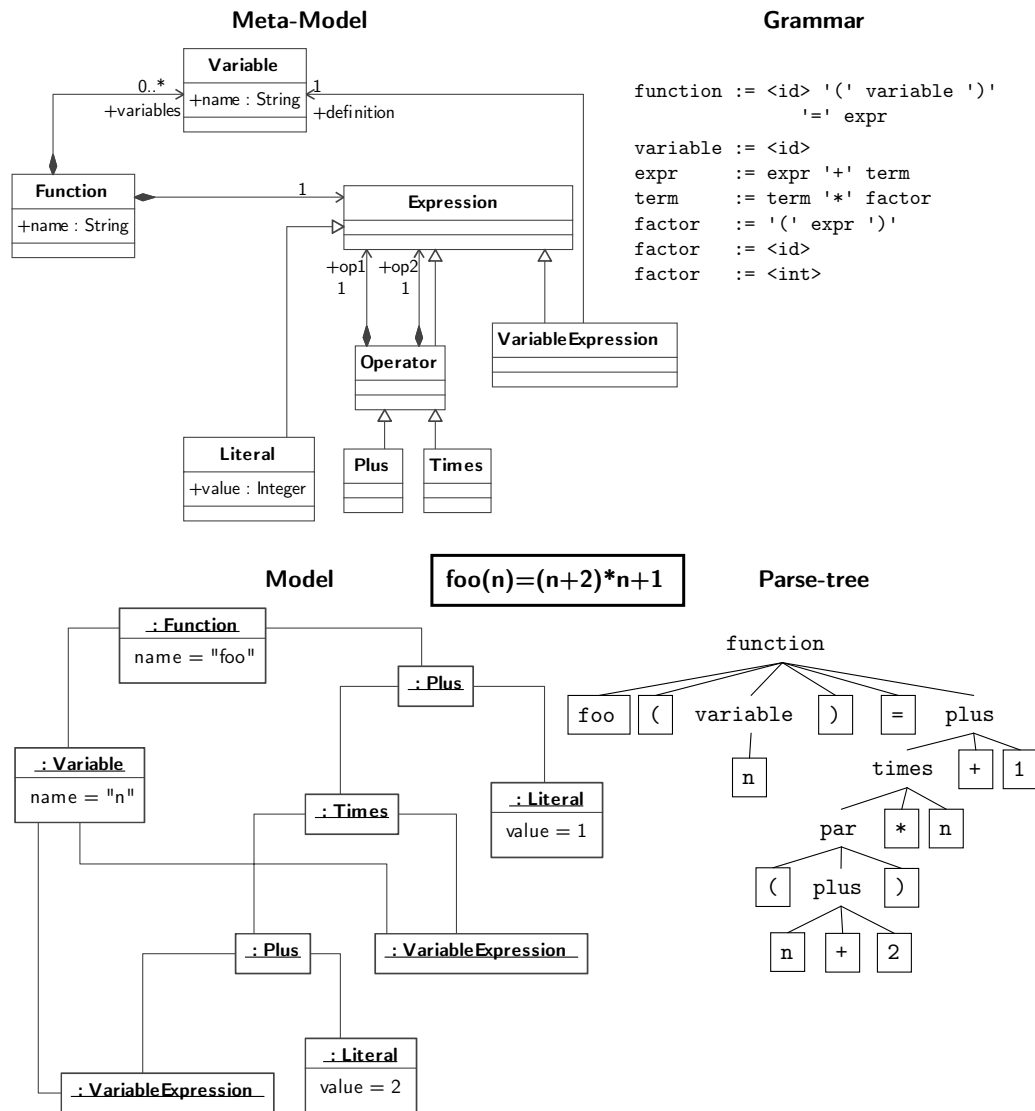 Meta-Model
Variable
+name : String
0..*
+variables
1
+definition
Function
+name : String
1
Expression
+op1
1
+op2
1
Operator
VariableExpression
Literal
+value : Integer
Plus
Times
Grammar
function := <id> '(' variable ')'
'=' expr
variable := <id>
expr := expr '+' term
term := term '*' factor
factor := '(' expr ')'
factor := <id>
factor := <int>
Model
foo(n)=(n+2)*n+1
Parse-tree
: Function
name = "foo"
: Plus
: Variable
name = "n"
: Times
: Literal
value = 1
: Plus
: VariableExpression
: Literal
value = 2
: VariableExpression
function
foo ( variable ) = plus
n times + 1
par * n
( plus )
n + 2